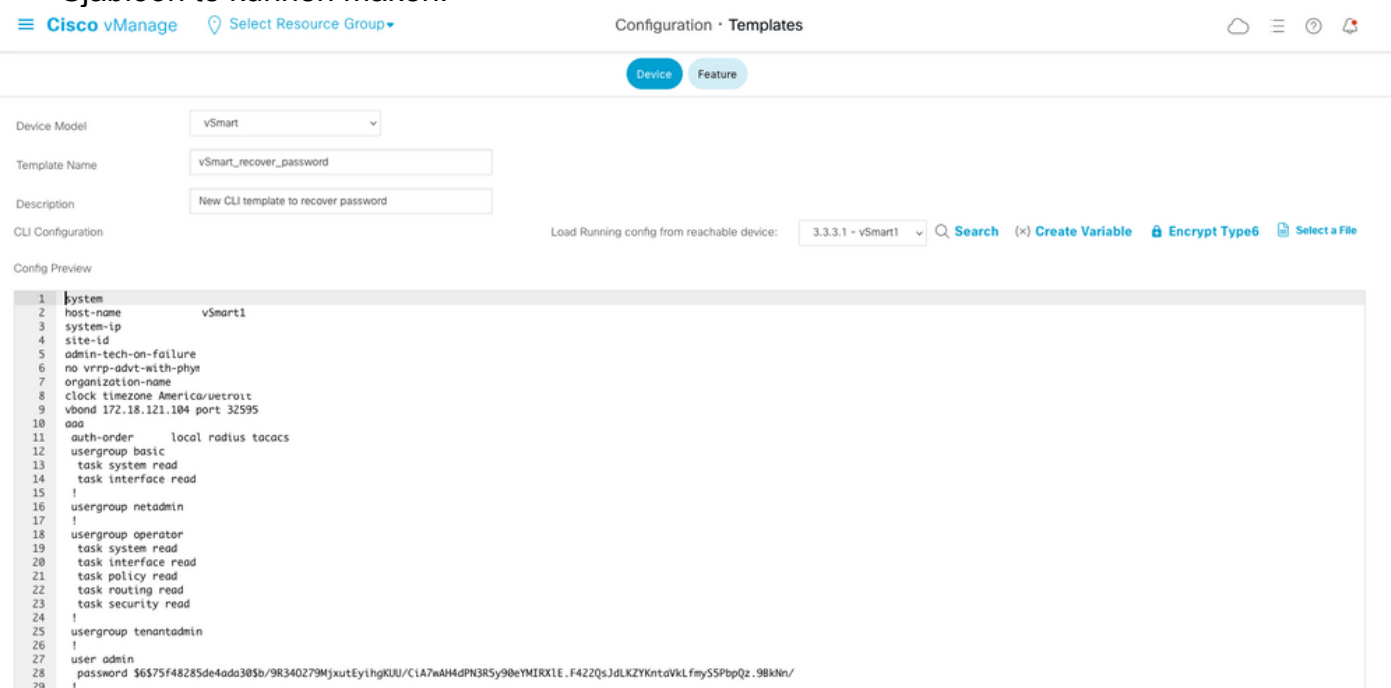 Sjabloon te kunnen maken.
Cisco vManage
Select Resource Group
Configuration · Templates
Device
Feature
Device Model
vSmart
Template Name
vSmart_recover_password
Description
New CLI template to recover password
CLI Configuration
Load Running config from reachable device:
3.3.3.1 - vSmart1
Search
(×) Create Variable
Encrypt Type6
Select a File
Config Preview
1 system
2 host-name vSmart1
3 system-ip
4 site-id
5 admin-tech-on-failure
6 no vrrp-advt-with-phym
7 organization-name
8 clock timezone America/Detroit
9 vbond 172.18.121.104 port 32595
10 aaa
11 auth-order local radius tacacs
12 usergroup basic
13 task system read
14 task interface read
15 !
16 usergroup netadmin
17 !
18 usergroup operator
19 task system read
20 task interface read
21 task policy read
22 task routing read
23 task security read
24 !
25 usergroup tenantadmin
26 !
27 user admin
28 password $6$75f48285de4ada30$b/9R34O279MjxutEyihgKUU/CiA7wAH4dPN3R5y90eYMIRXlE.F422QsJdLKZYKntaVkLfmyS5PbpQz.9BkNn/
29 !